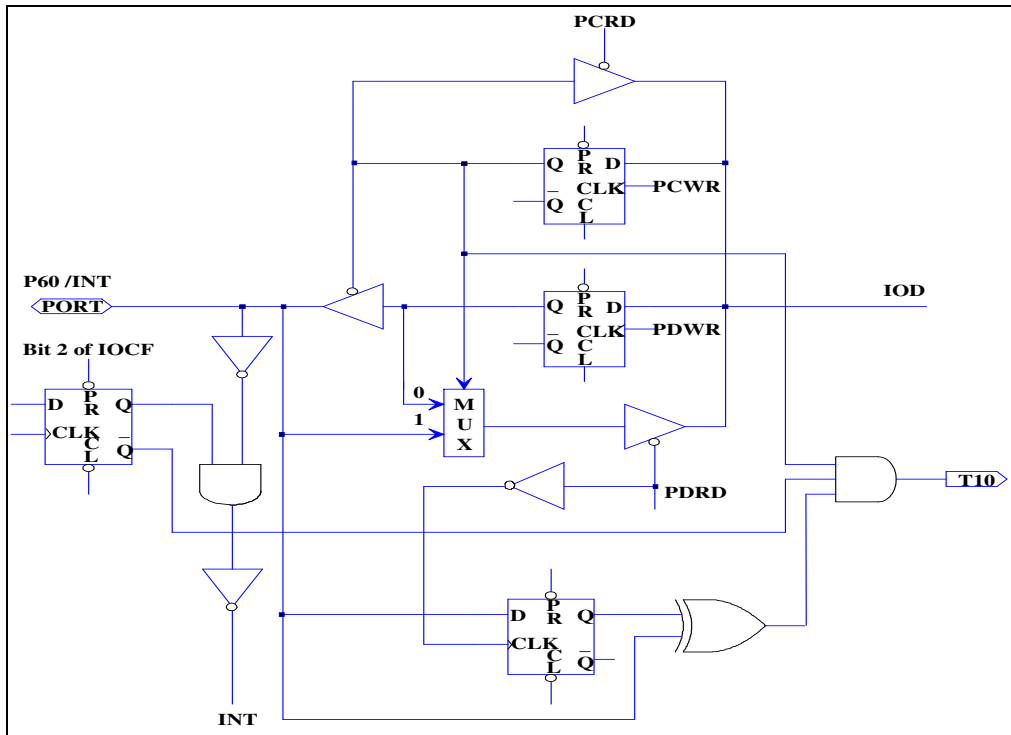 PCRD
P
Q R D
CLK PCWR
Q C
L
P60 /INT
PORT
P
Q R D
CLK PDWR
Q C
L
IOD
Bit 2 of IOCF
P
D R Q
CLK
C Q
L
0
1
M
U
X
PDRD
T10
P
D R Q
CLK
C Q
L
INT